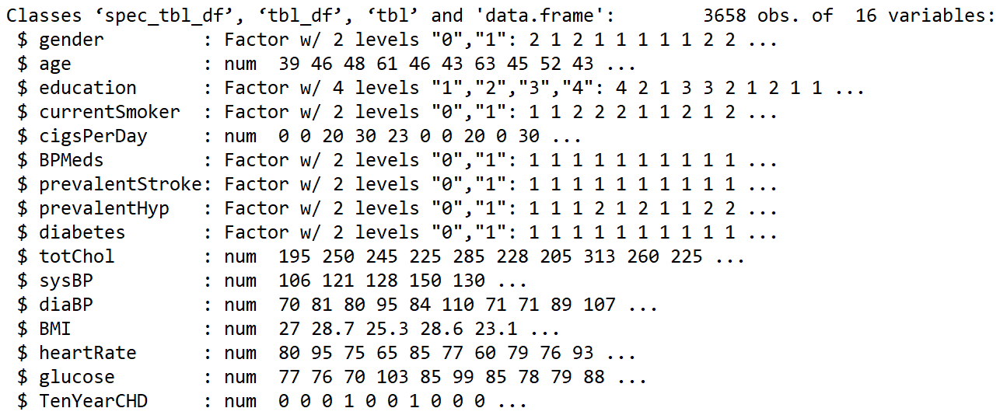 Classes ‘spec_tbl_df’, ‘tbl_df’, ‘tbl’ and 'data.frame':	3658 obs. of  16 variables:
 $ gender         : Factor w/ 2 levels "0","1": 2 1 2 1 1 1 1 1 2 2 ...
 $ age            : num  39 46 48 61 46 43 63 45 52 43 ...
 $ education      : Factor w/ 4 levels "1","2","3","4": 4 2 1 3 3 2 1 2 1 1 ...
 $ currentSmoker  : Factor w/ 2 levels "0","1": 1 1 2 2 2 1 1 2 1 2 ...
 $ cigsPerDay     : num  0 0 20 30 23 0 0 20 0 30 ...
 $ BPMeds         : Factor w/ 2 levels "0","1": 1 1 1 1 1 1 1 1 1 1 ...
 $ prevalentStroke: Factor w/ 2 levels "0","1": 1 1 1 1 1 1 1 1 1 1 ...
 $ prevalentHyp   : Factor w/ 2 levels "0","1": 1 1 1 2 1 2 1 1 2 2 ...
 $ diabetes       : Factor w/ 2 levels "0","1": 1 1 1 1 1 1 1 1 1 1 ...
 $ totChol        : num  195 250 245 225 285 228 205 313 260 225 ...
 $ sysBP          : num  106 121 128 150 130 ...
 $ diaBP          : num  70 81 80 95 84 110 71 71 89 107 ...
 $ BMI            : num  27 28.7 25.3 28.6 23.1 ...
 $ heartRate      : num  80 95 75 65 85 77 60 79 76 93 ...
 $ glucose        : num  77 76 70 103 85 99 85 78 79 88 ...
 $ TenYearCHD     : num  0 0 0 1 0 0 1 0 0 0 ...